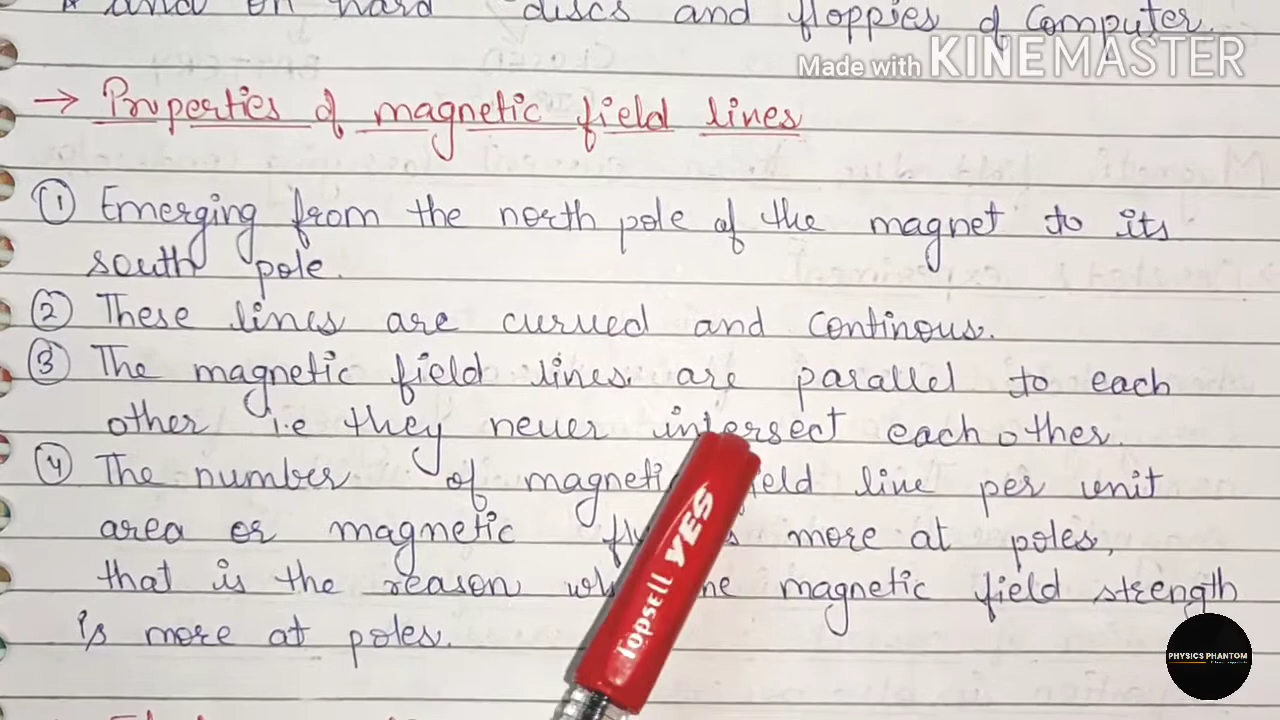 and on hard discs and floppies of Computer.
Made with KINEMASTER
→ Properties of magnetic field lines
① Emerging from the north pole of the magnet to its
south pole.
② These lines are curved and continous.
③ The magnetic field lines are parallel to each
other i.e they never intersect each other.
④ The number of magnetic field line per unit
area or magnetic more at poles,
that is the reason magnetic field strength
is more at poles.
Topsell YES
PHYSICS PHANTOM